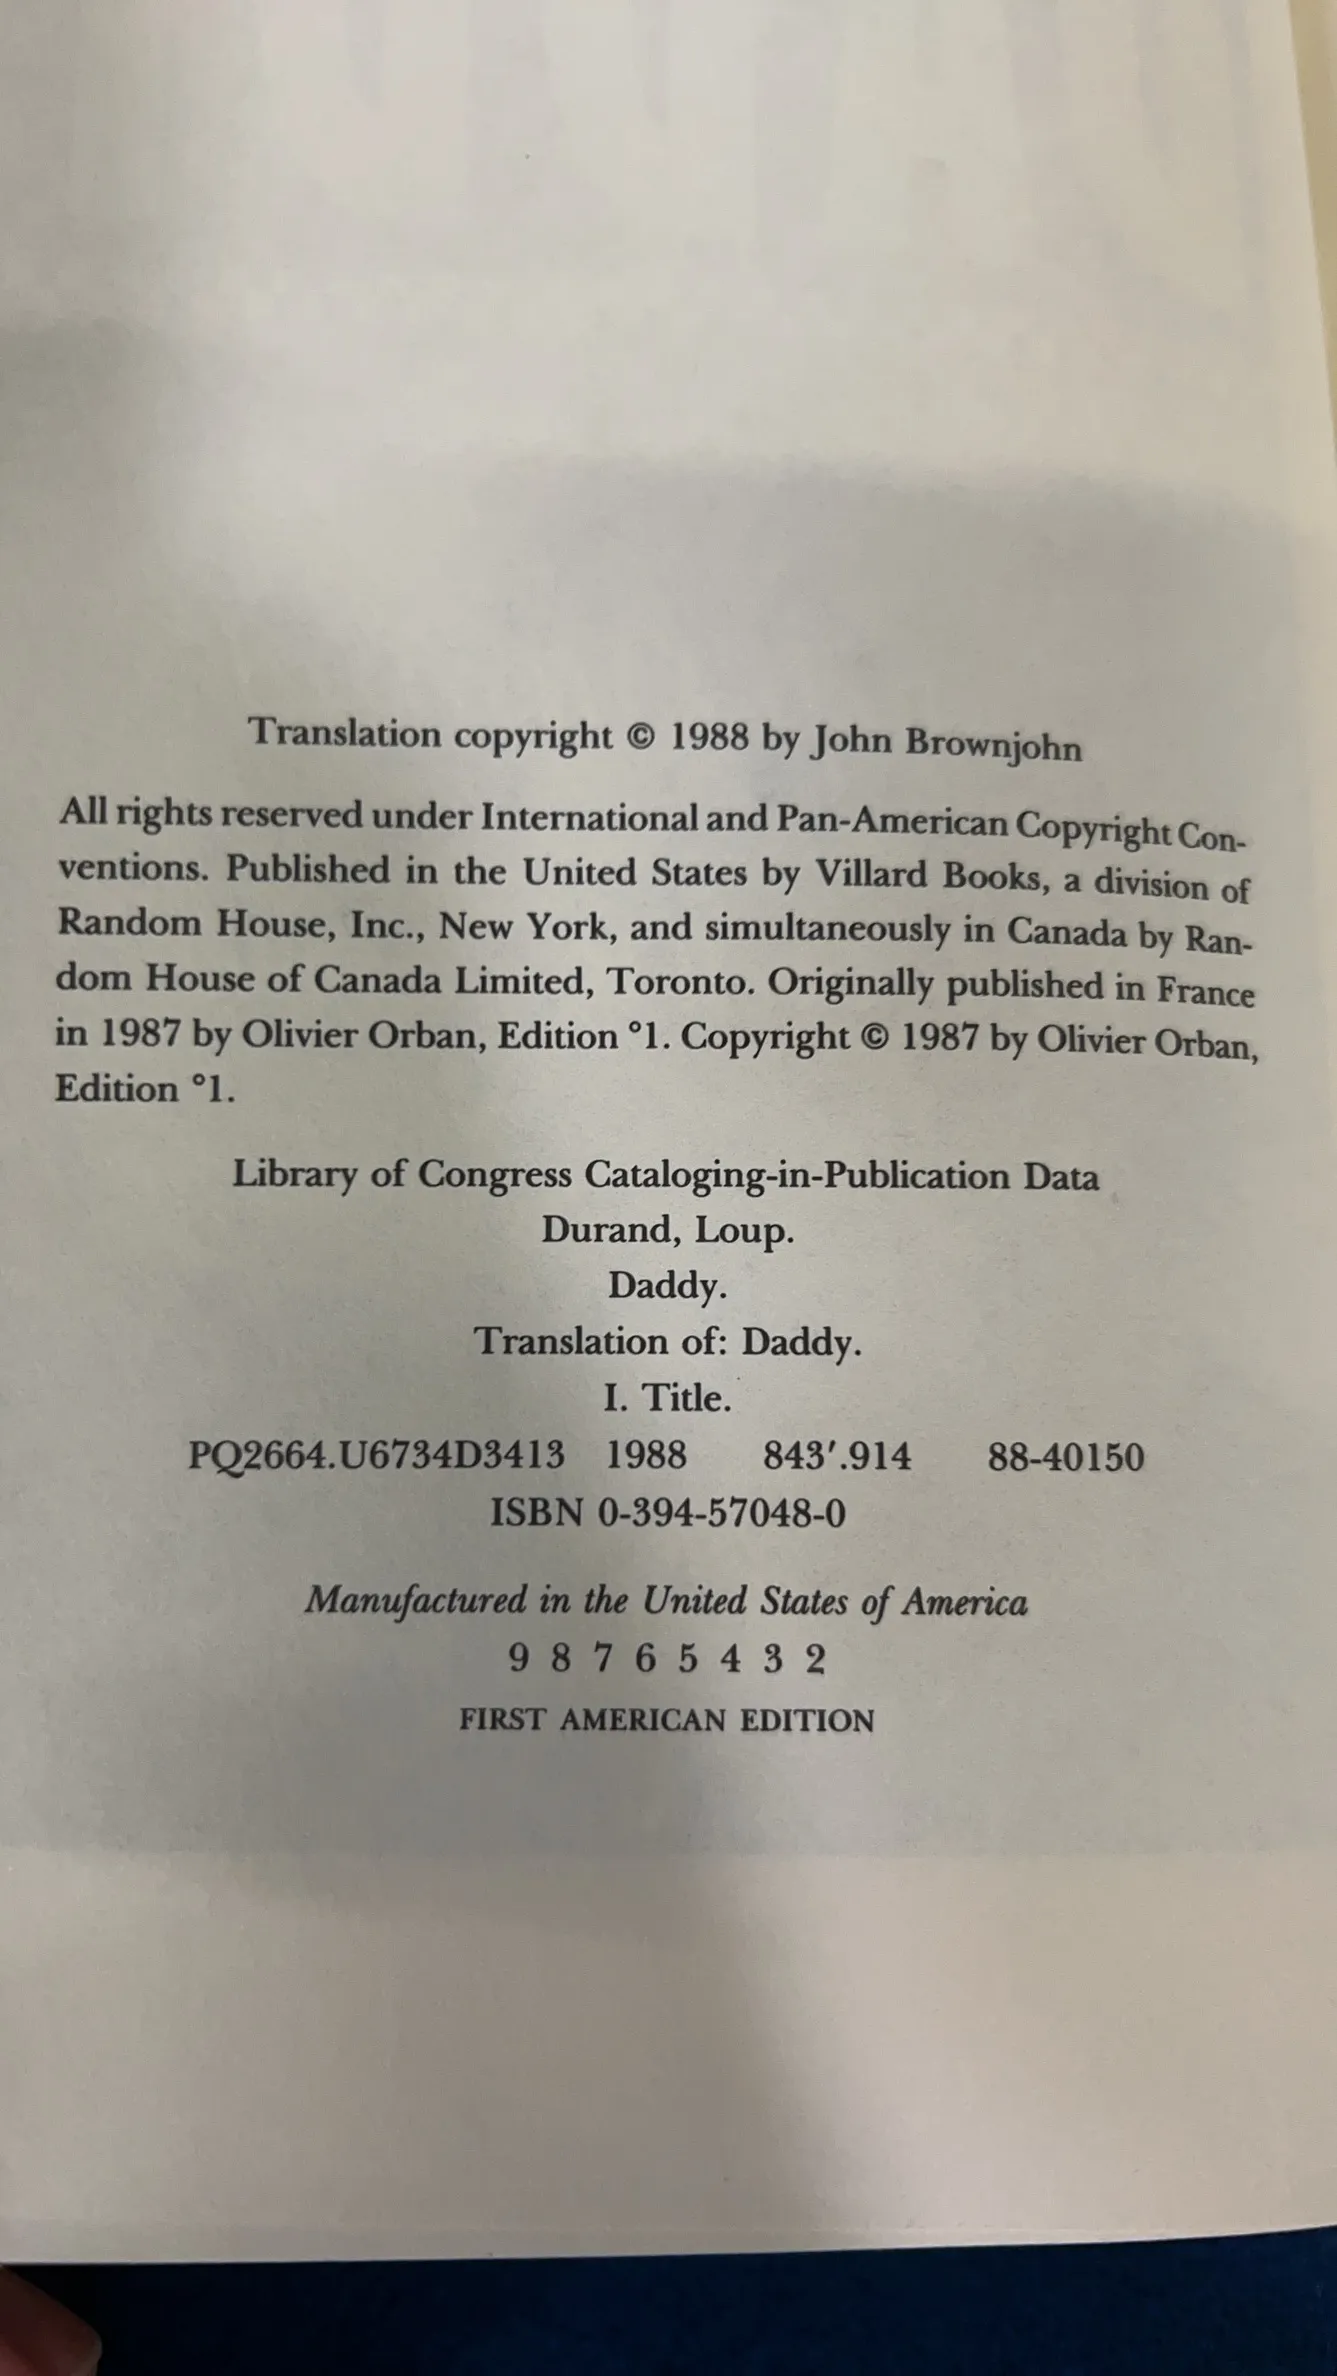 Translation copyright © 1988 by John Brownjohn
All rights reserved under International and Pan-American Copyright Con-
ventions. Published in the United States by Villard Books, a division of
Random House, Inc., New York, and simultaneously in Canada by Ran-
dom House of Canada Limited, Toronto. Originally published in France
in 1987 by Olivier Orban, Edition °1. Copyright © 1987 by Olivier Orban,
Edition °1.
Library of Congress Cataloging-in-Publication Data
Durand, Loup.
Daddy.
Translation of: Daddy.
I. Title.
PQ2664.U6734D3413 1988 843′.914 88-40150
ISBN 0-394-57048-0
Manufactured in the United States of America
9 8 7 6 5 4 3 2
FIRST AMERICAN EDITION